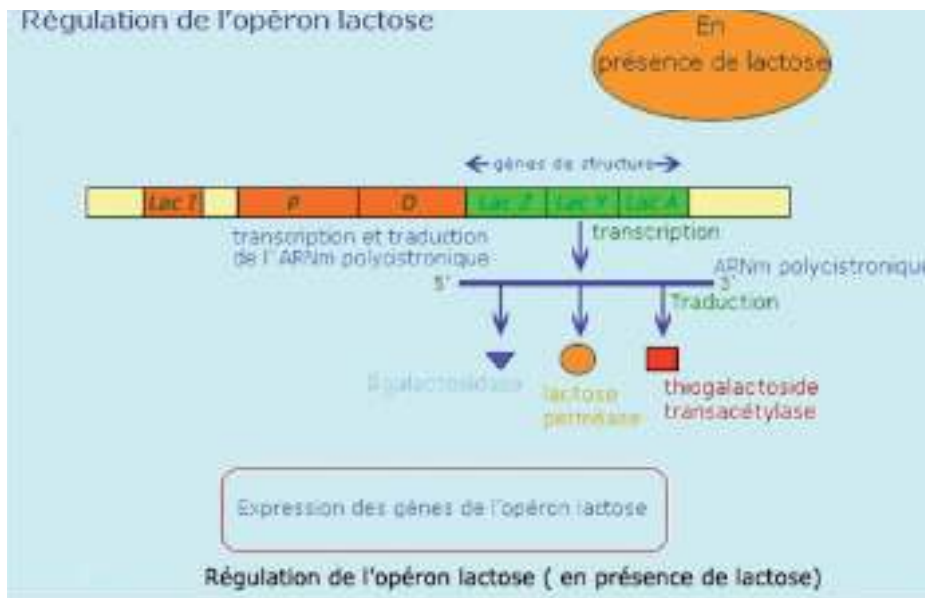 Régulation de l'opéron lactose
En
présence de lactose
gènes de structure
Lac I
P
O
Lac Z
Lac Y
Lac A
transcription et traduction
de l'ARNm polycistronique
transcription
5'
ARNm polycistronique
3'
Traduction
βgalactosidase
lactose
perméase
thiogalactoside
transacétylase
Expression des gènes de l'opéron lactose
Régulation de l'opéron lactose ( en présence de lactose)